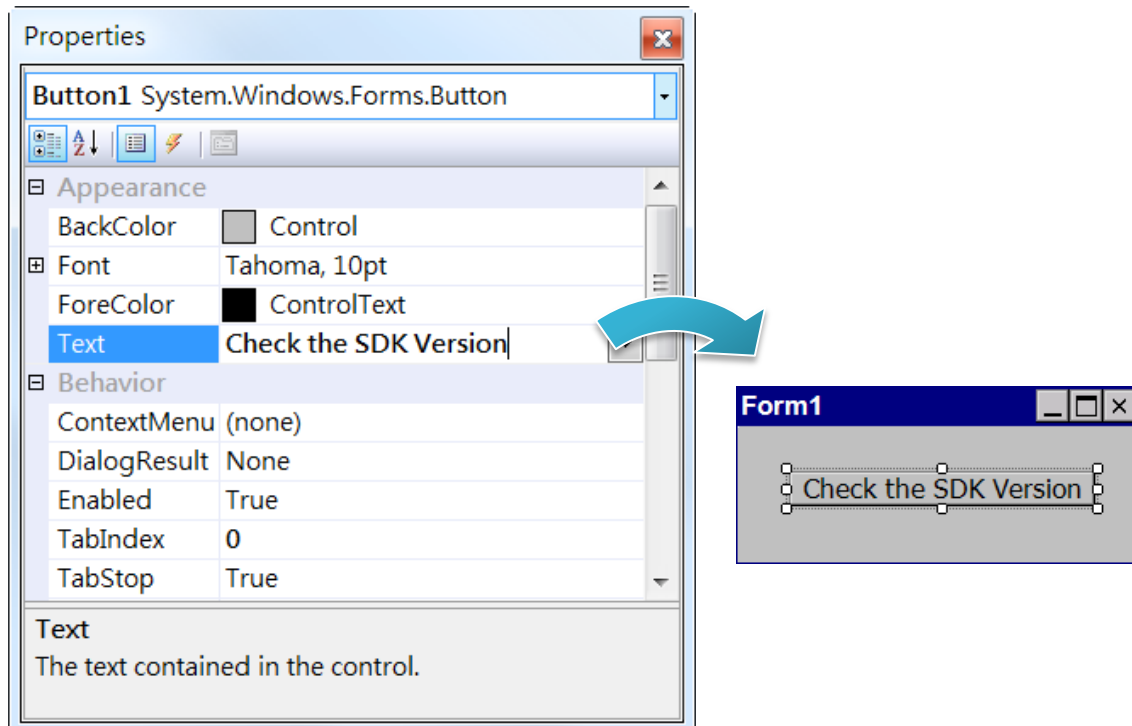 Properties
Button1 System.Windows.Forms.Button
A
Z
Appearance
BackColor Control
Font Tahoma, 10pt
ForeColor ControlText
Text Check the SDK Version
Behavior
ContextMenu (none)
DialogResult None
Enabled True
TabIndex 0
TabStop True
Text
The text contained in the control.
Form1
Check the SDK Version